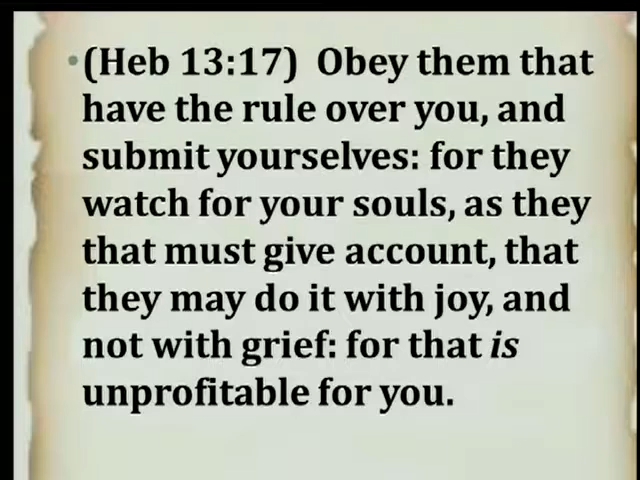 • (Heb 13:17)  Obey them that
have the rule over you, and
submit yourselves: for they
watch for your souls, as they
that must give account, that
they may do it with joy, and
not with grief: for that is
unprofitable for you.